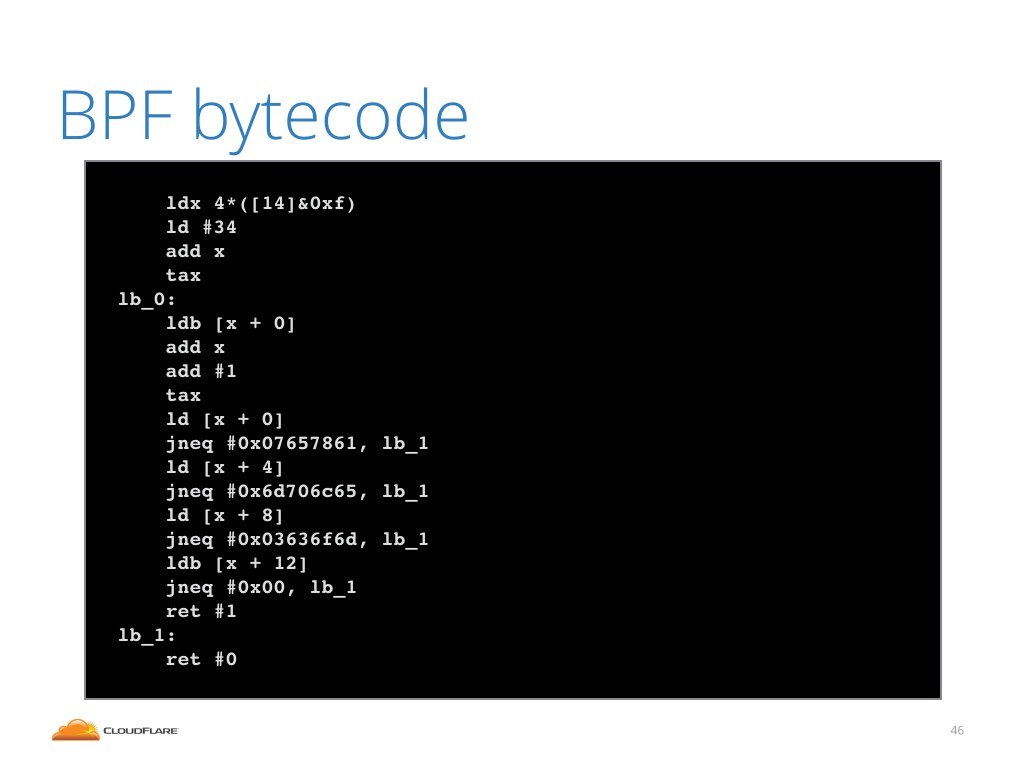 BPF bytecode
ldx 4*([14]&0xf)
ld #34
add x
tax
lb_0:
ldb [x + 0]
add x
add #1
tax
ld [x + 0]
jneq #0x07657861, lb_1
ld [x + 4]
jneq #0x6d706c65, lb_1
ld [x + 8]
jneq #0x03636f6d, lb_1
ldb [x + 12]
jneq #0x00, lb_1
ret #1
lb_1:
ret #0
CLOUDFLARE
46